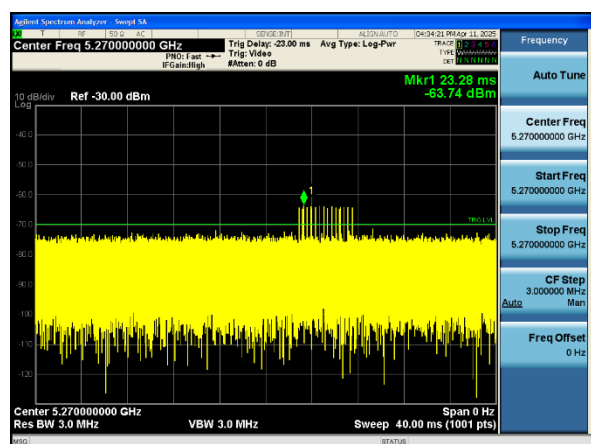 Agilent Spectrum Analyzer - Swept SA
T RF 50 Ω AC SENSE:INT ALIGNAUTO 04:34:21 PM Apr 11, 2025
Center Freq 5.270000000 GHz
PNO: Fast
IFGain:High
Trig Delay: -23.00 ms
Trig: Video
#Atten: 0 dB
Avg Type: Log-Pwr
TRACE 1 2 3 4 5 6
TYPE
DET N N N N N N
Mkr1 23.28 ms
-63.74 dBm
10 dB/div
Log
Ref -30.00 dBm
-40.0
-50.0
-60.0
-70.0
-80.0
-90.0
-100
-110
-120
1
TRIG LVL
Center 5.270000000 GHz
Span 0 Hz
Res BW 3.0 MHz
VBW 3.0 MHz
Sweep 40.00 ms (1001 pts)
MSG
STATUS
Frequency
Auto Tune
Center Freq
5.270000000 GHz
Start Freq
5.270000000 GHz
Stop Freq
5.270000000 GHz
CF Step
3.000000 MHz
Auto Man
Freq Offset
0 Hz